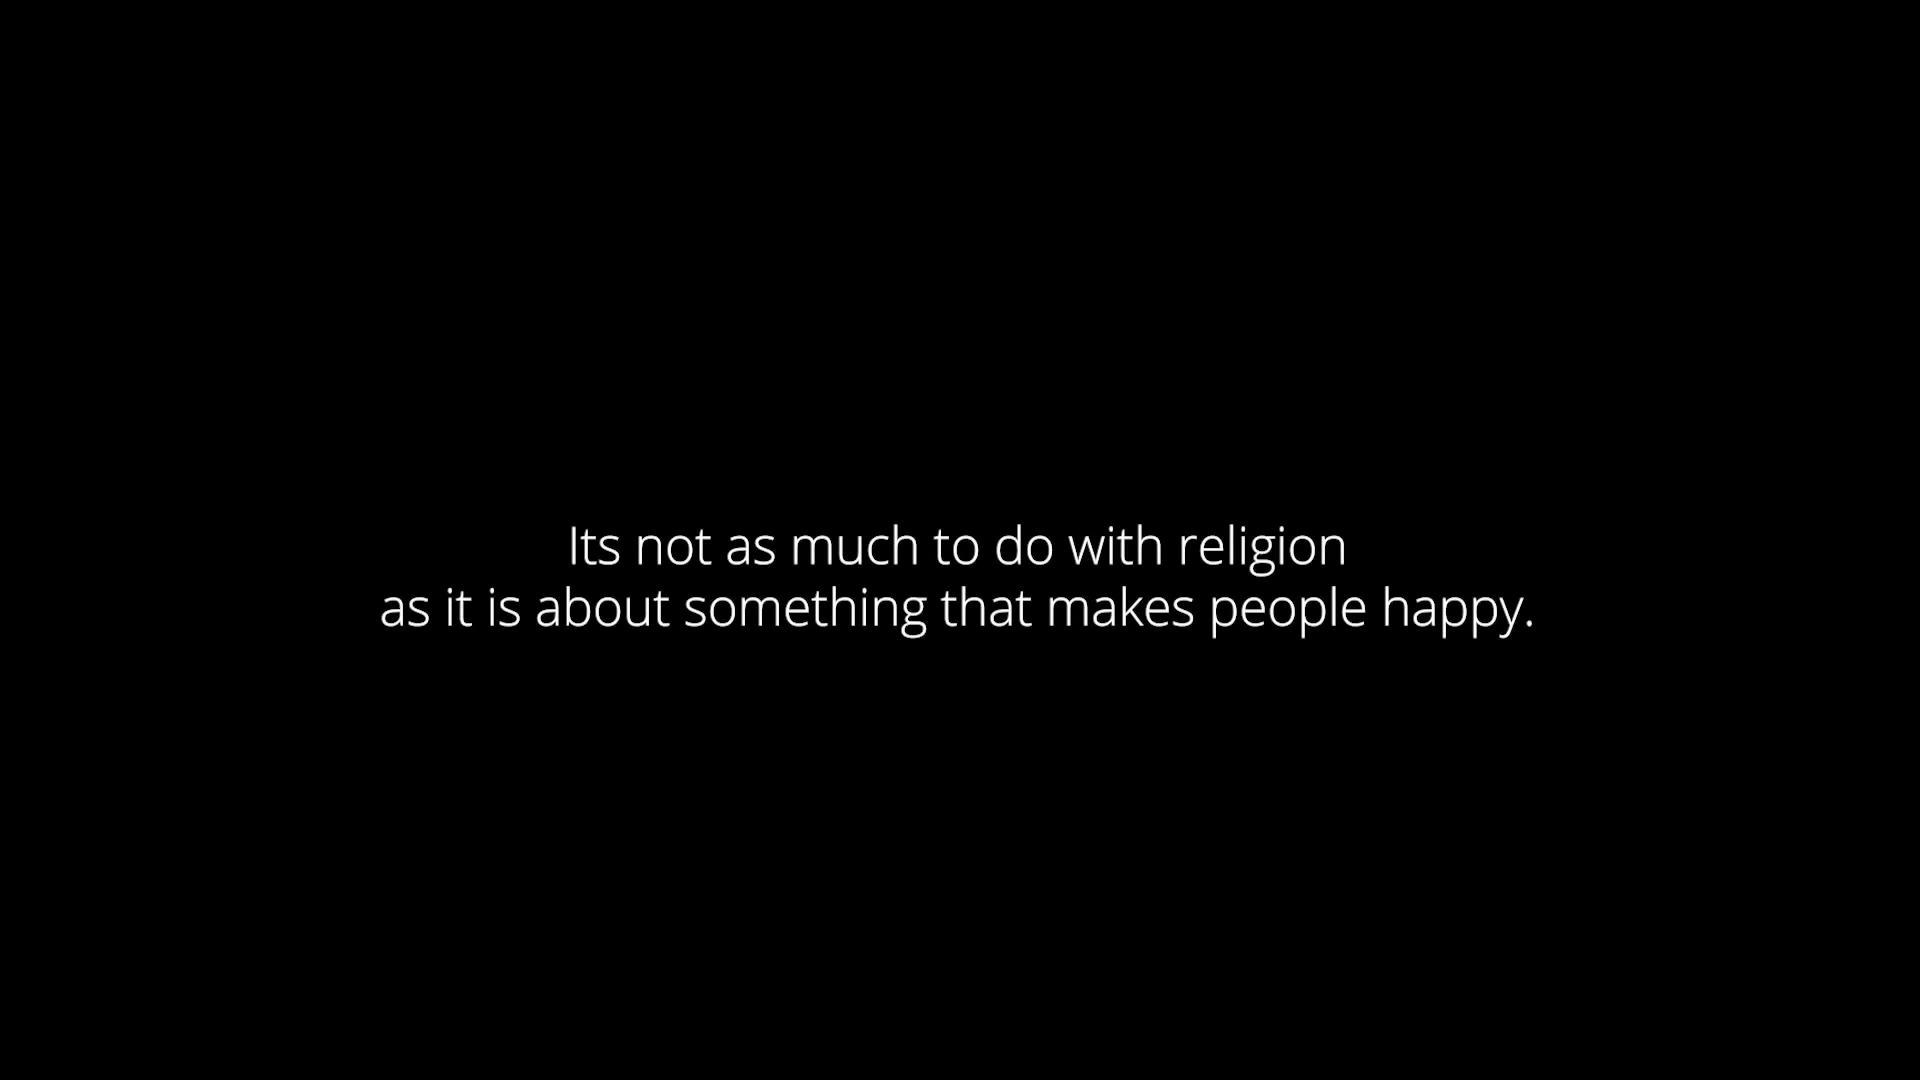 Its not as much to do with religion
as it is about something that makes people happy.